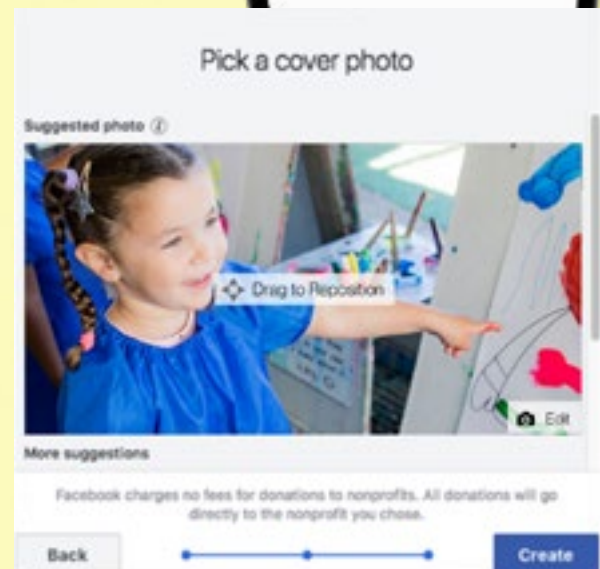 Pick a cover photo
Suggested photo
Drag to Reposition
Edit
More suggestions
Facebook charges no fees for donations to nonprofits. All donations will go
directly to the nonprofit you chose.
Back
Create